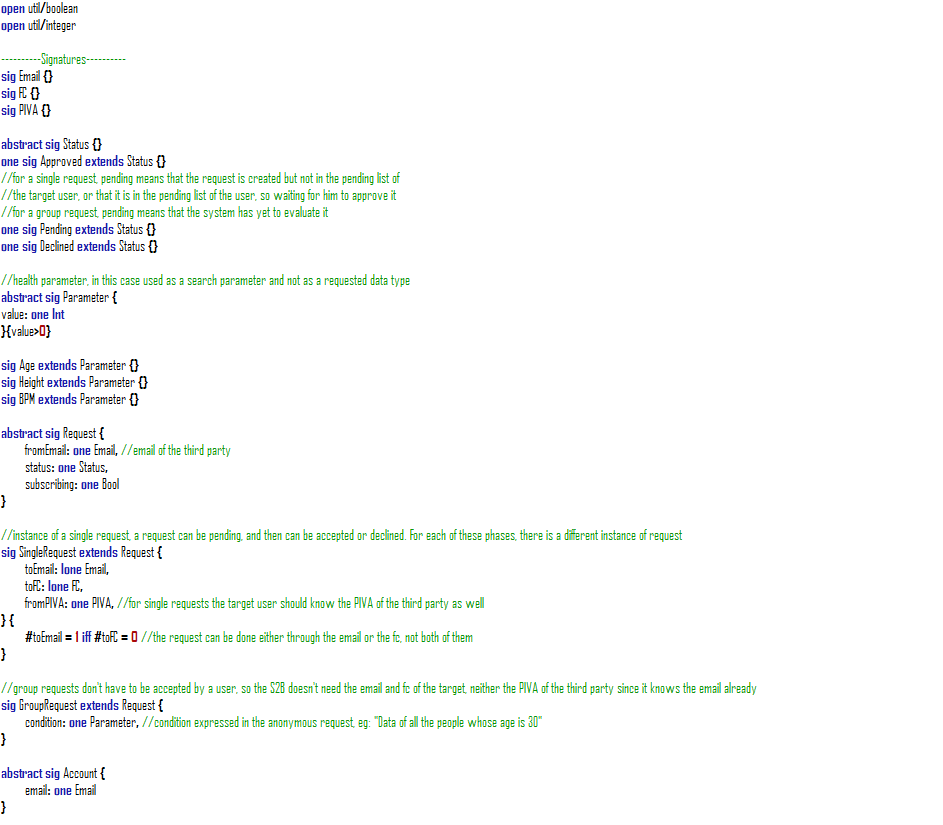 open util/boolean
open util/integer
----------Signatures----------
sig Email {}
sig FC {}
sig PIVA {}
abstract sig Status {}
one sig Approved extends Status {}
//for a single request, pending means that the request is created but not in the pending list of
//the target user, or that it is in the pending list of the user, so waiting for him to approve it
//for a group request, pending means that the system has yet to evaluate it
one sig Pending extends Status {}
one sig Declined extends Status {}
//health parameter, in this case used as a search parameter and not as a requested data type
abstract sig Parameter {
value: one Int
}{value>0}
sig Age extends Parameter {}
sig Height extends Parameter {}
sig BPM extends Parameter {}
abstract sig Request {
fromEmail: one Email, //email of the third party
status: one Status,
subscribing: one Bool
}
//instance of a single request, a request can be pending, and then can be accepted or declined. For each of these phases, there is a different instance of request
sig SingleRequest extends Request {
toEmail: lone Email,
toFC: lone FC,
fromPIVA: one PIVA, //for single requests the target user should know the PIVA of the third party as well
} {
#toEmail = 1 iff #toFC = 0 //the request can be done either through the email or the fc, not both of them
}
//group requests don't have to be accepted by a user, so the S2B doesn't need the email and fc of the target, neither the PIVA of the third party since it knows the email already
sig GroupRequest extends Request {
condition: one Parameter, //condition expressed in the anonymous request, eg: "Data of all the people whose age is 30"
}
abstract sig Account {
email: one Email
}